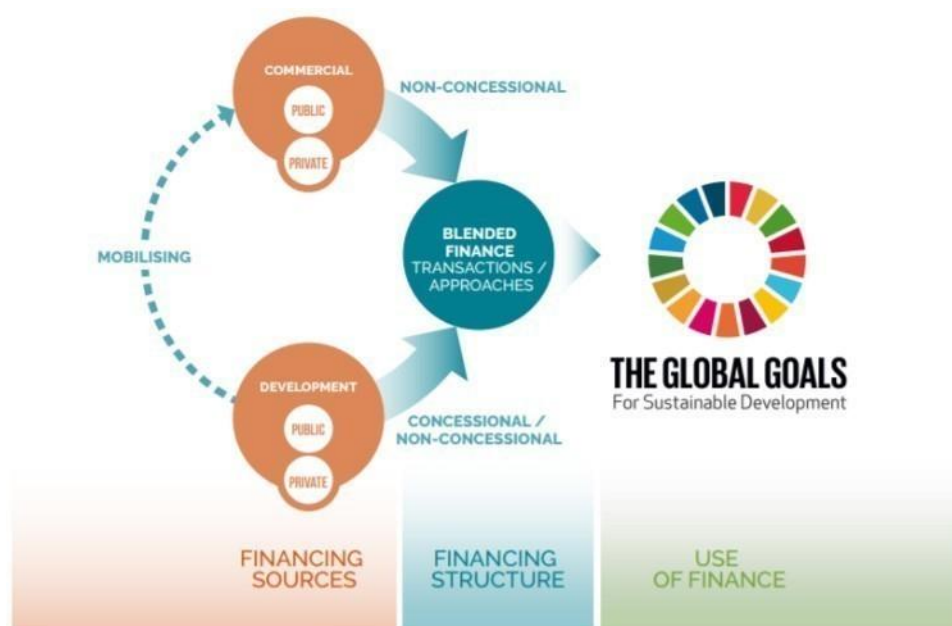 COMMERCIAL
PUBLIC
PRIVATE
NON-CONCESSIONAL
MOBILISING
BLENDED
FINANCE
TRANSACTIONS /
APPROACHES
DEVELOPMENT
PUBLIC
PRIVATE
CONCESSIONAL /
NON-CONCESSIONAL
THE GLOBAL GOALS
For Sustainable Development
FINANCING
SOURCES
FINANCING
STRUCTURE
USE
OF FINANCE